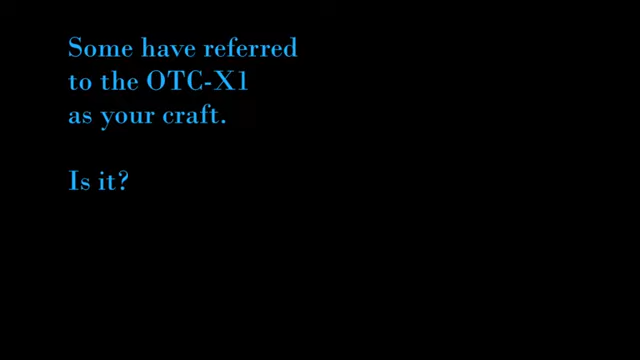 Some have referred
to the OTC-X1
as your craft.
Is it?